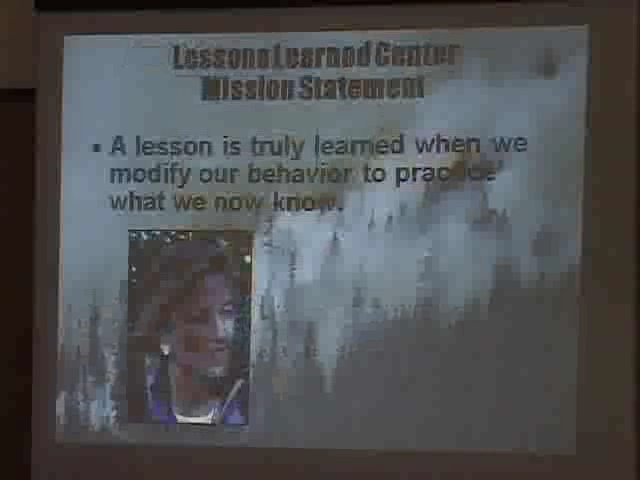 Lessons Learned Center
Mission Statement
▪ A lesson is truly learned when we
modify our behavior to practice
what we now know.